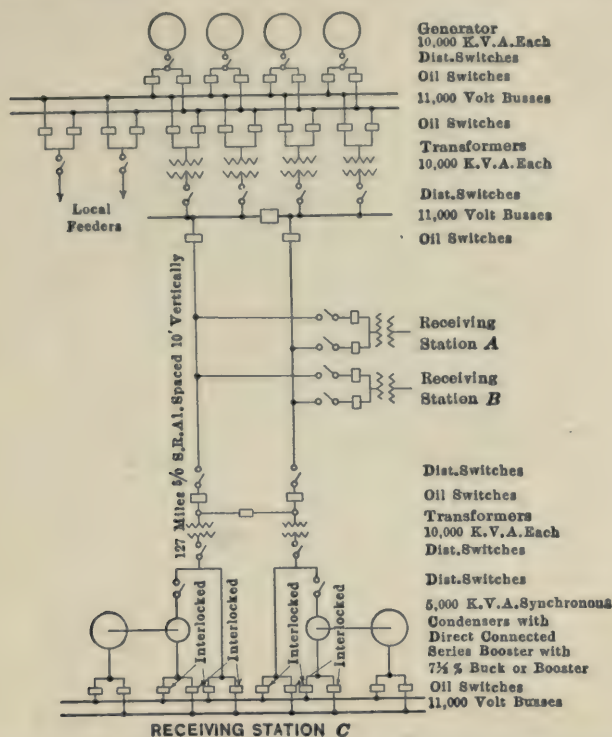 Generator
10,000 K.V.A.Each
Dist.Switches
Oil Switches
11,000 Volt Busses
Oil Switches
Transformers
10,000 K.V.A.Each
Local
Feeders
Dist.Switches
11,000 Volt Busses
Oil Switches
127 Miles 5/0 S.R.Al. Spaced 10' Vertically
Receiving
Station A
Receiving
Station B
Dist.Switches
Oil Switches
Transformers
10,000 K.V.A.Each
Dist.Switches
Dist.Switches
5,000 K.V.A.Synchronous
Condensers with
Direct Connected
Series Booster with
7½ % Buck or Booster
Oil Switches
11,000 Volt Busses
Interlocked
Interlocked
Interlocked
Interlocked
RECEIVING STATION C